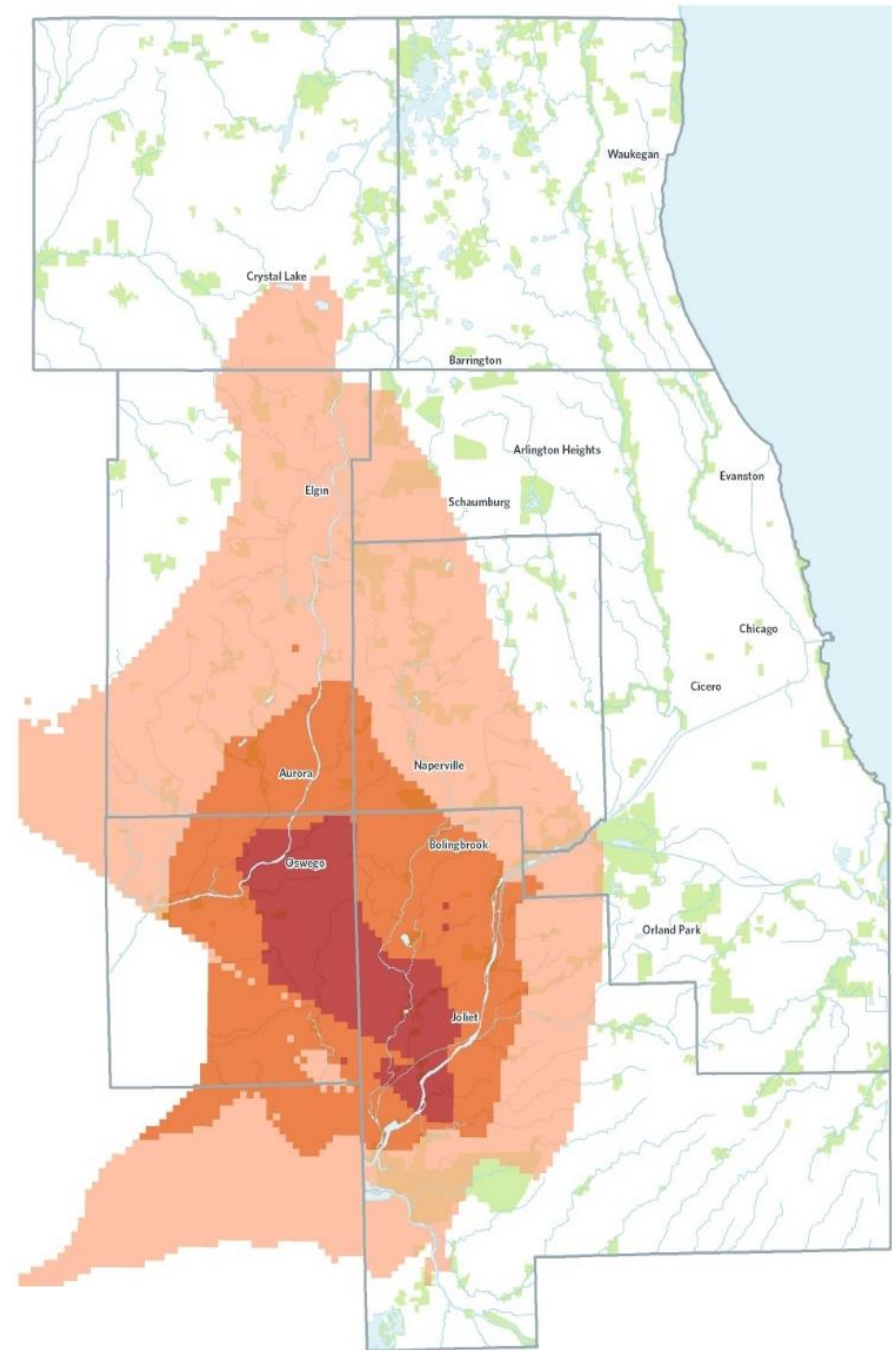 Waukegan
Crystal Lake
Barrington
Arlington Heights
Elgin
Evanston
Schaumburg
Chicago
Cicero
Naperville
Aurora
Bolingbrook
Oswego
Orland Park
Joliet